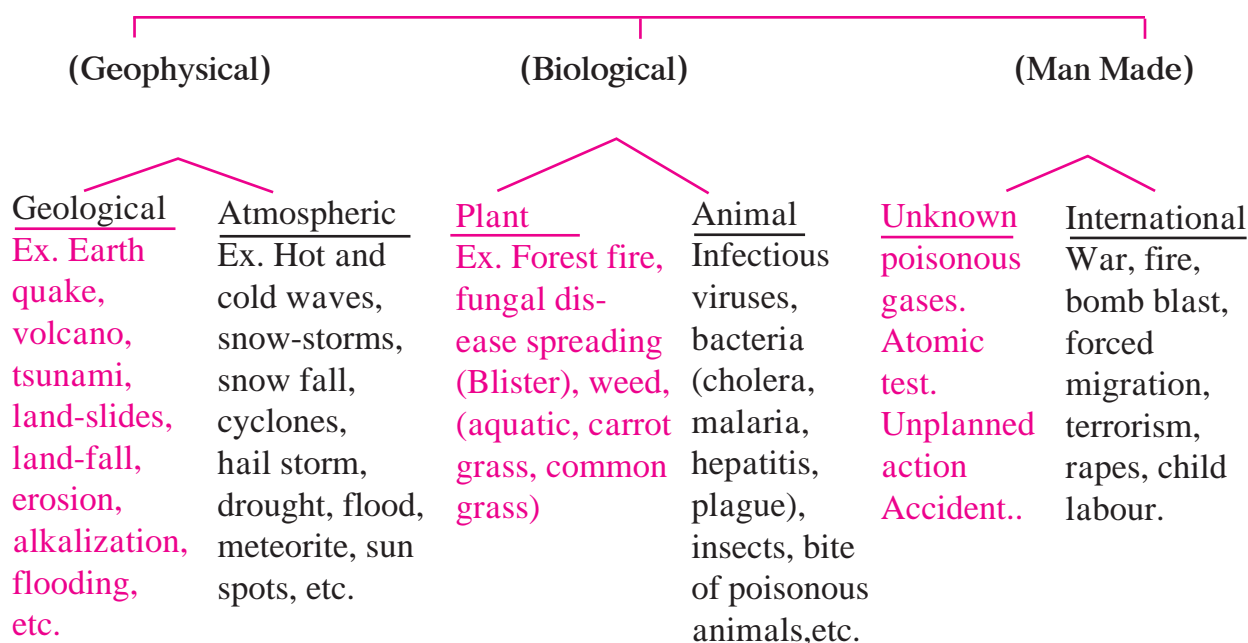 (Geophysical)
(Biological)
(Man Made)
Geological
Ex. Earth
quake,
volcano,
tsunami,
land-slides,
land-fall,
erosion,
alkalization,
flooding,
etc.
Atmospheric
Ex. Hot and
cold waves,
snow-storms,
snow fall,
cyclones,
hail storm,
drought, flood,
meteorite, sun
spots, etc.
Plant
Ex. Forest fire,
fungal dis-
ease spreading
(Blister), weed,
(aquatic, carrot
grass, common
grass)
Animal
Infectious
viruses,
bacteria
(cholera,
malaria,
hepatitis,
plague),
insects, bite
of poisonous
animals,etc.
Unknown
poisonous
gases.
Atomic
test.
Unplanned
action
Accident..
International
War, fire,
bomb blast,
forced
migration,
terrorism,
rapes, child
labour.